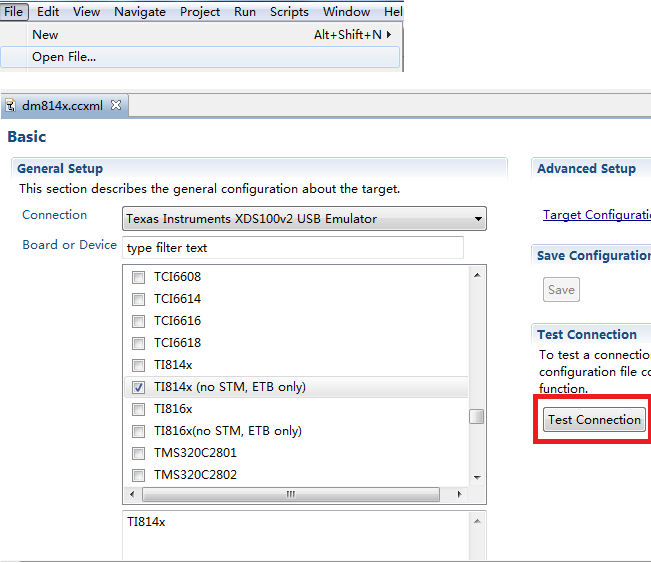 File Edit View Navigate Project Run Scripts Window Hel
New Alt+Shift+N
Open File...
dm814x.ccxml
Basic
General Setup
This section describes the general configuration about the target.
Connection Texas Instruments XDS100v2 USB Emulator
Board or Device type filter text
TCI6608
TCI6614
TCI6616
TCI6618
TI814x
TI814x (no STM, ETB only)
TI816x
TI816x(no STM, ETB only)
TMS320C2801
TMS320C2802
TI814x
Advanced Setup
Target Configurati
Save Configuration
Save
Test Connection
To test a connectio
configuration file co
function.
Test Connection